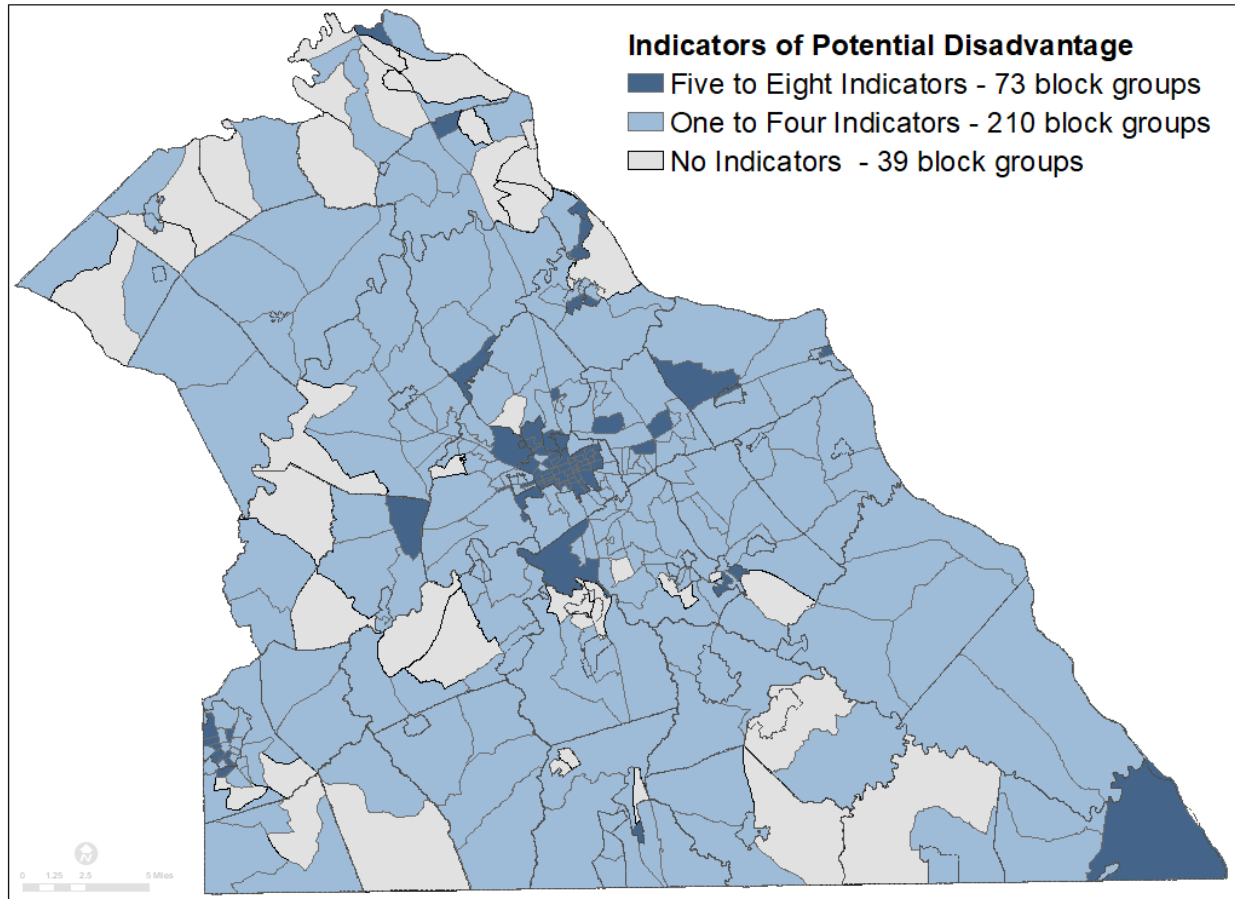 Indicators of Potential Disadvantage
Five to Eight Indicators - 73 block groups
One to Four Indicators - 210 block groups
No Indicators - 39 block groups
N
0 1.25 2.5 5 Miles